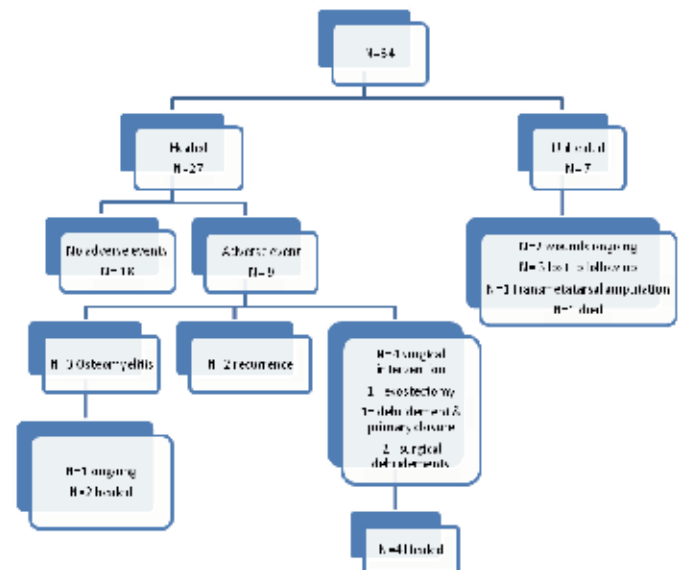 N=34
Healed
N=27
Unhealed
N=7
No adverse events
N=18
Adverse event
N=9
N=2 wounds ongoing
N=3 lost to follow up
N=1 Transmetatarsal amputation
N=1 died
N=3 Osteomyelitis
N=2 recurrence
N=4 surgical
intervention
1 exostectomy
1= debridement &
primary closure
2 surgical
debridements
N=1 ongoing
N=2 healed
N=4 Healed